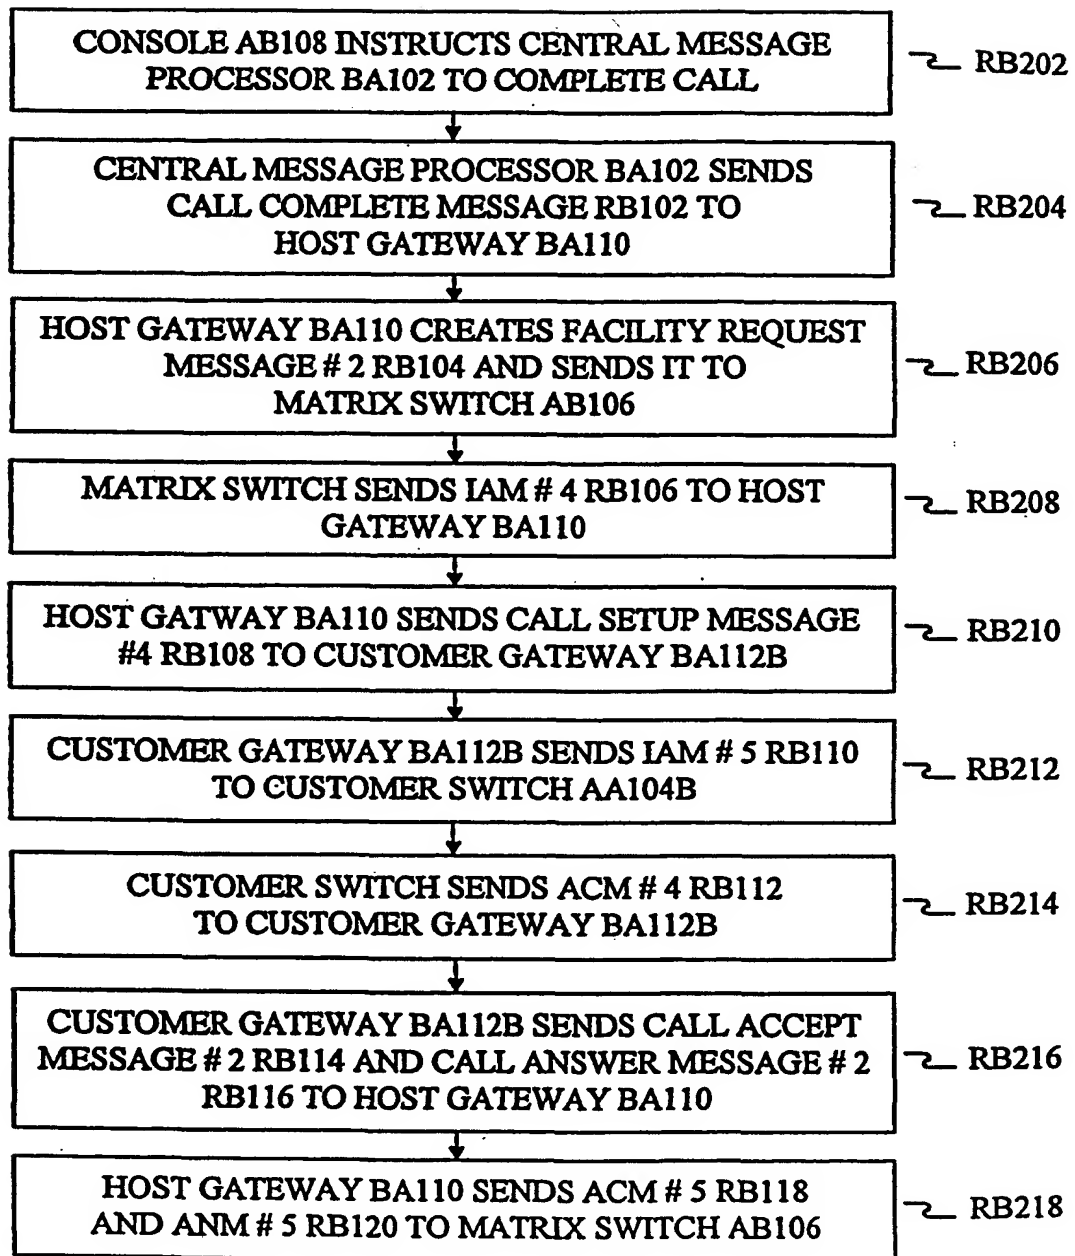 CONSOLE AB108 INSTRUCTS CENTRAL MESSAGE
PROCESSOR BA102 TO COMPLETE CALL
RB202
CENTRAL MESSAGE PROCESSOR BA102 SENDS
CALL COMPLETE MESSAGE RB102 TO
HOST GATEWAY BA110
RB204
HOST GATEWAY BA110 CREATES FACILITY REQUEST
MESSAGE # 2 RB104 AND SENDS IT TO
MATRIX SWITCH AB106
RB206
MATRIX SWITCH SENDS IAM # 4 RB106 TO HOST
GATEWAY BA110
RB208
HOST GATWAY BA110 SENDS CALL SETUP MESSAGE
#4 RB108 TO CUSTOMER GATEWAY BA112B
RB210
CUSTOMER GATEWAY BA112B SENDS IAM # 5 RB110
TO CUSTOMER SWITCH AA104B
RB212
CUSTOMER SWITCH SENDS ACM # 4 RB112
TO CUSTOMER GATEWAY BA112B
RB214
CUSTOMER GATEWAY BA112B SENDS CALL ACCEPT
MESSAGE # 2 RB114 AND CALL ANSWER MESSAGE # 2
RB116 TO HOST GATEWAY BA110
RB216
HOST GATEWAY BA110 SENDS ACM # 5 RB118
AND ANM # 5 RB120 TO MATRIX SWITCH AB106
RB218